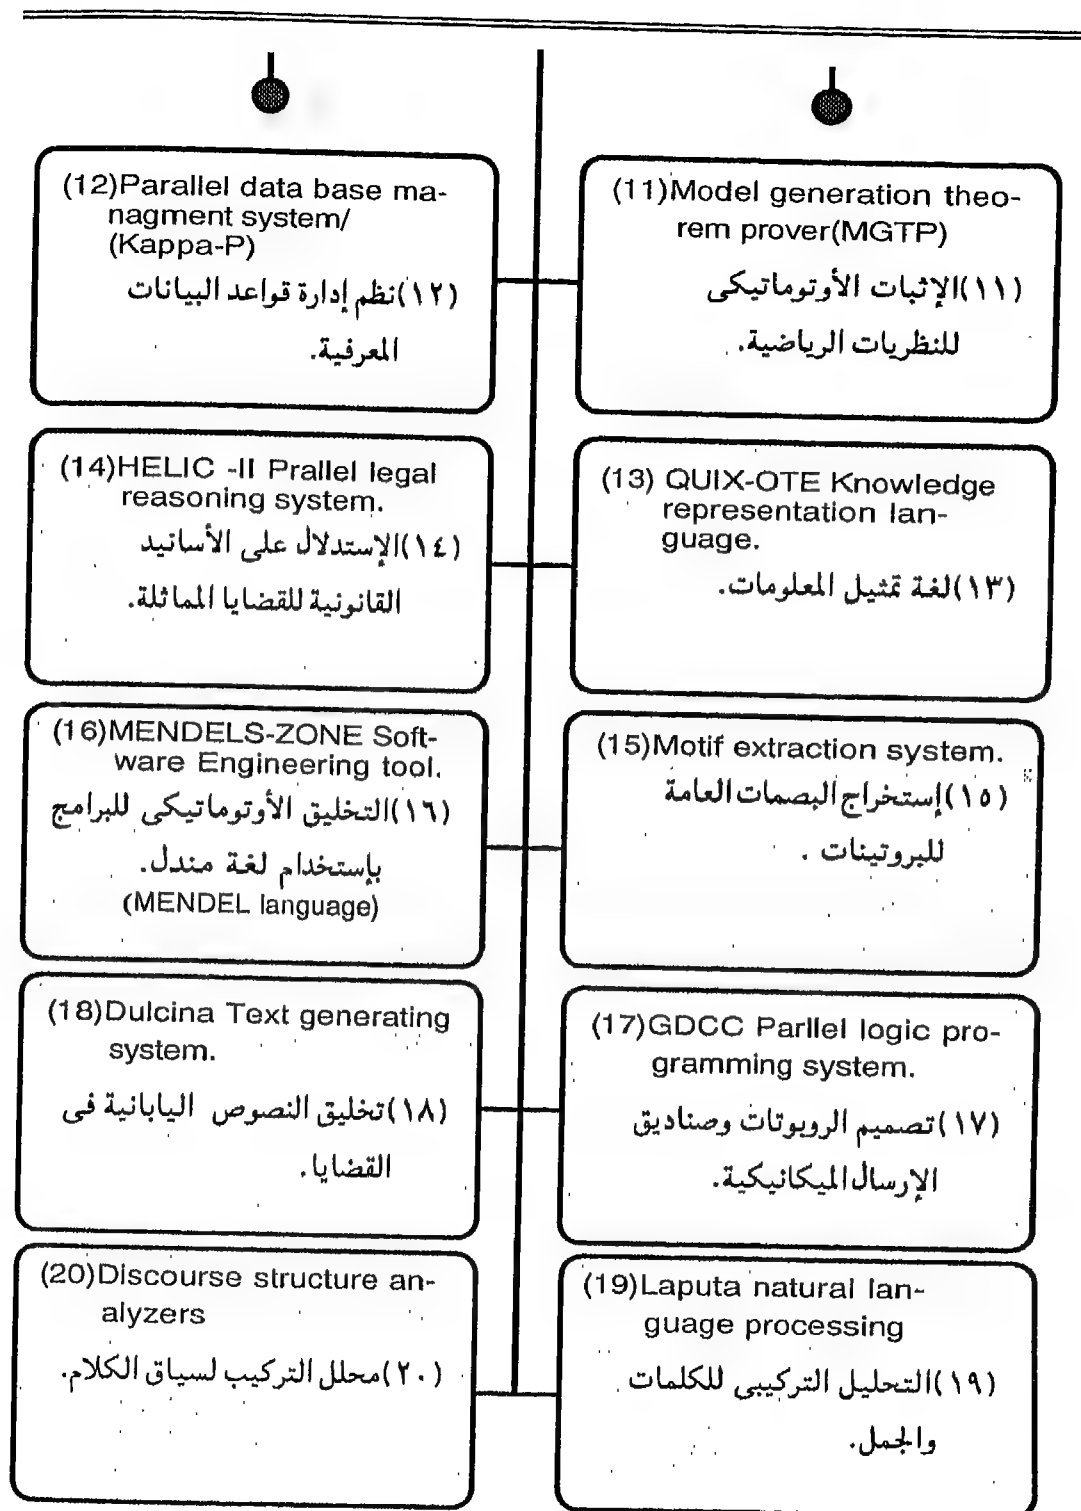 (11)Model generation theo-
rem prover(MGTP)
(١١)الإثبات الأوتوماتيكى
للنظريات الرياضية.
(12)Parallel data base ma-
nagment system/
(Kappa-P)
(١٢)نظم إدارة قواعد البيانات
المعرفية.
(13) QUIX-OTE Knowledge
representation lan-
guage.
(١٣)لغة تمثيل المعلومات.
(14)HELIC -II Prallel legal
reasoning system.
(١٤)الإستدلال على الأسانيد
القانونية للقضايا المماثلة.
(15)Motif extraction system.
(١٥)إستخراج البصمات العامة
للبروتينات .
(16)MENDELS-ZONE Soft-
ware Engineering tool.
(١٦)التخليق الأوتوماتيكى للبرامج
بإستخدام لغة مندل.
(MENDEL language)
(17)GDCC Parllel logic pro-
gramming system.
(١٧)تصميم الروبوتات وصناديق
الإرسال الميكانيكية.
(18)Dulcina Text generating
system.
(١٨)تخليق النصوص اليابانية فى
القضايا.
(19)Laputa natural lan-
guage processing
(١٩)التحليل التركيبى للكلمات
والجمل.
(20)Discourse structure an-
alyzers
(٢٠)محلل التركيب لسياق الكلام.